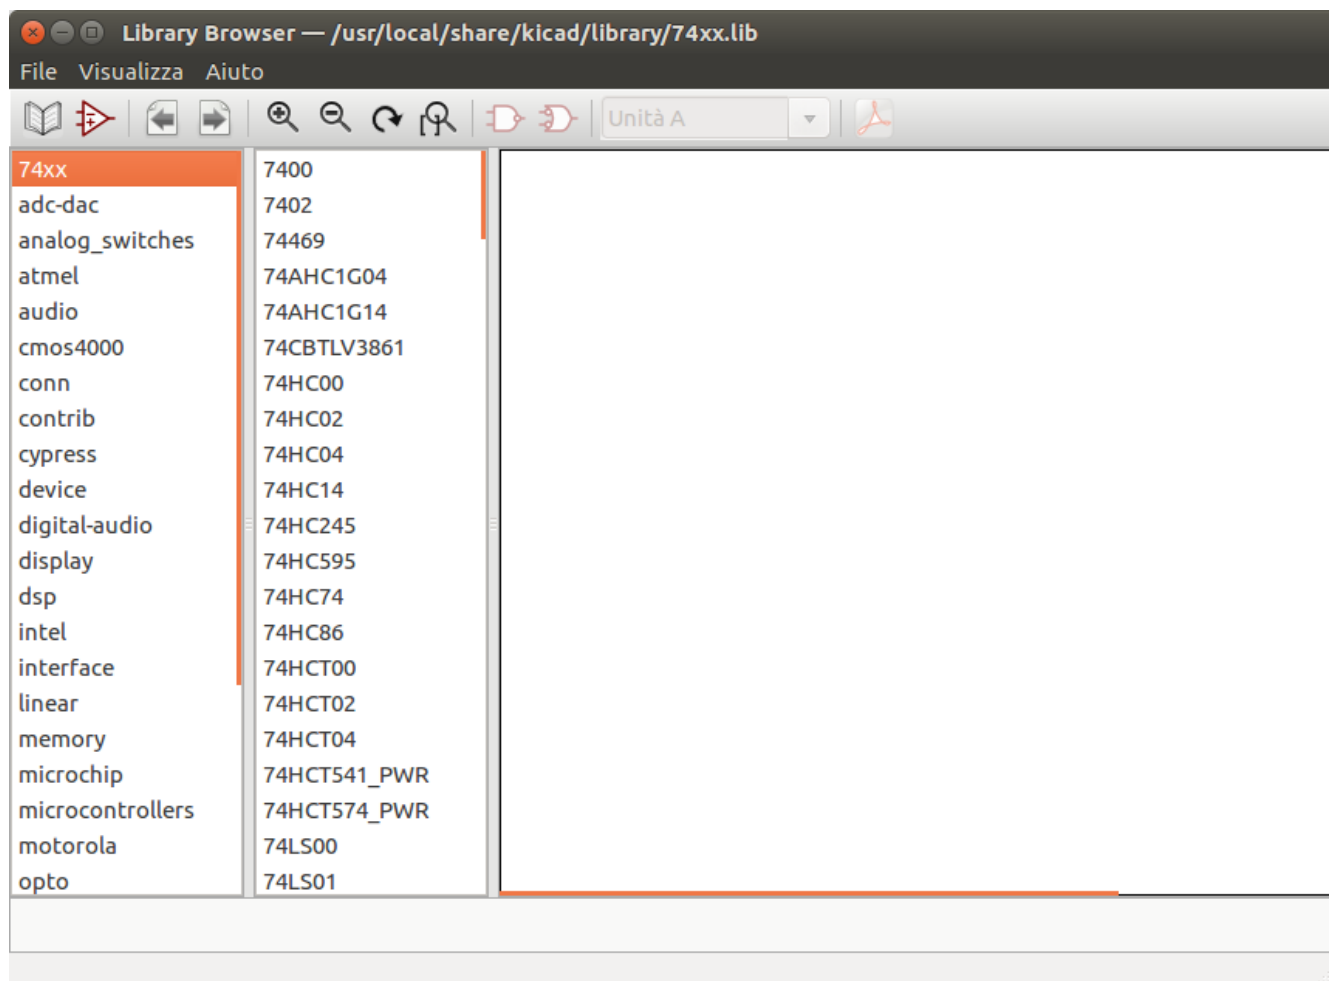 Library Browser — /usr/local/share/kicad/library/74xx.lib
File Visualizza Aiuto
Unità A
74xx
adc-dac
analog_switches
atmel
audio
cmos4000
conn
contrib
cypress
device
digital-audio
display
dsp
intel
interface
linear
memory
microchip
microcontrollers
motorola
opto
7400
7402
74469
74AHC1G04
74AHC1G14
74CBTLV3861
74HC00
74HC02
74HC04
74HC14
74HC245
74HC595
74HC74
74HC86
74HCT00
74HCT02
74HCT04
74HCT541_PWR
74HCT574_PWR
74LS00
74LS01